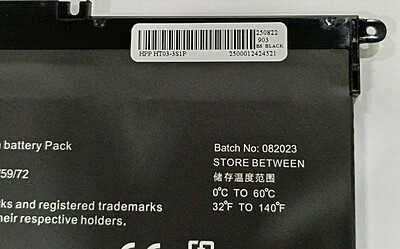 250822
903
B6 BLACK
HPP HT03-3S1P
2500012424521
battery Pack
59/72
ks and registered trademarks
heir respective holders.
Batch No: 082023
STORE BETWEEN
储存温度范围
0℃ TO 60℃
32℉ TO 140℉